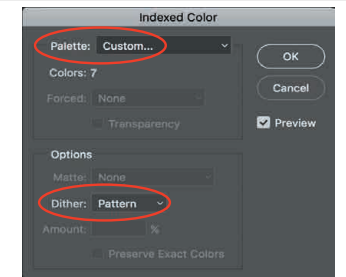 Indexed Color
Palette: Custom...
OK
Colors: 7
Cancel
Forced: None
Transparency
Preview
Options
Matte: None
Dither: Pattern
Amount: %
Preserve Exact Colors